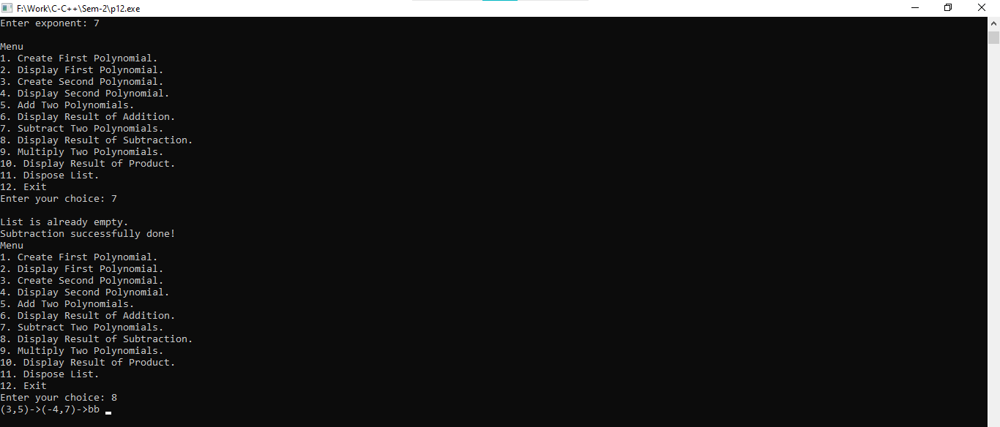 F:\Work\C-C++\Sem-2\p12.exe
Enter exponent: 7
Menu
1. Create First Polynomial.
2. Display First Polynomial.
3. Create Second Polynomial.
4. Display Second Polynomial.
5. Add Two Polynomials.
6. Display Result of Addition.
7. Subtract Two Polynomials.
8. Display Result of Subtraction.
9. Multiply Two Polynomials.
10. Display Result of Product.
11. Dispose List.
12. Exit
Enter your choice: 7
List is already empty.
Subtraction successfully done!
Menu
1. Create First Polynomial.
2. Display First Polynomial.
3. Create Second Polynomial.
4. Display Second Polynomial.
5. Add Two Polynomials.
6. Display Result of Addition.
7. Subtract Two Polynomials.
8. Display Result of Subtraction.
9. Multiply Two Polynomials.
10. Display Result of Product.
11. Dispose List.
12. Exit
Enter your choice: 8
(3,5)->(-4,7)->bb